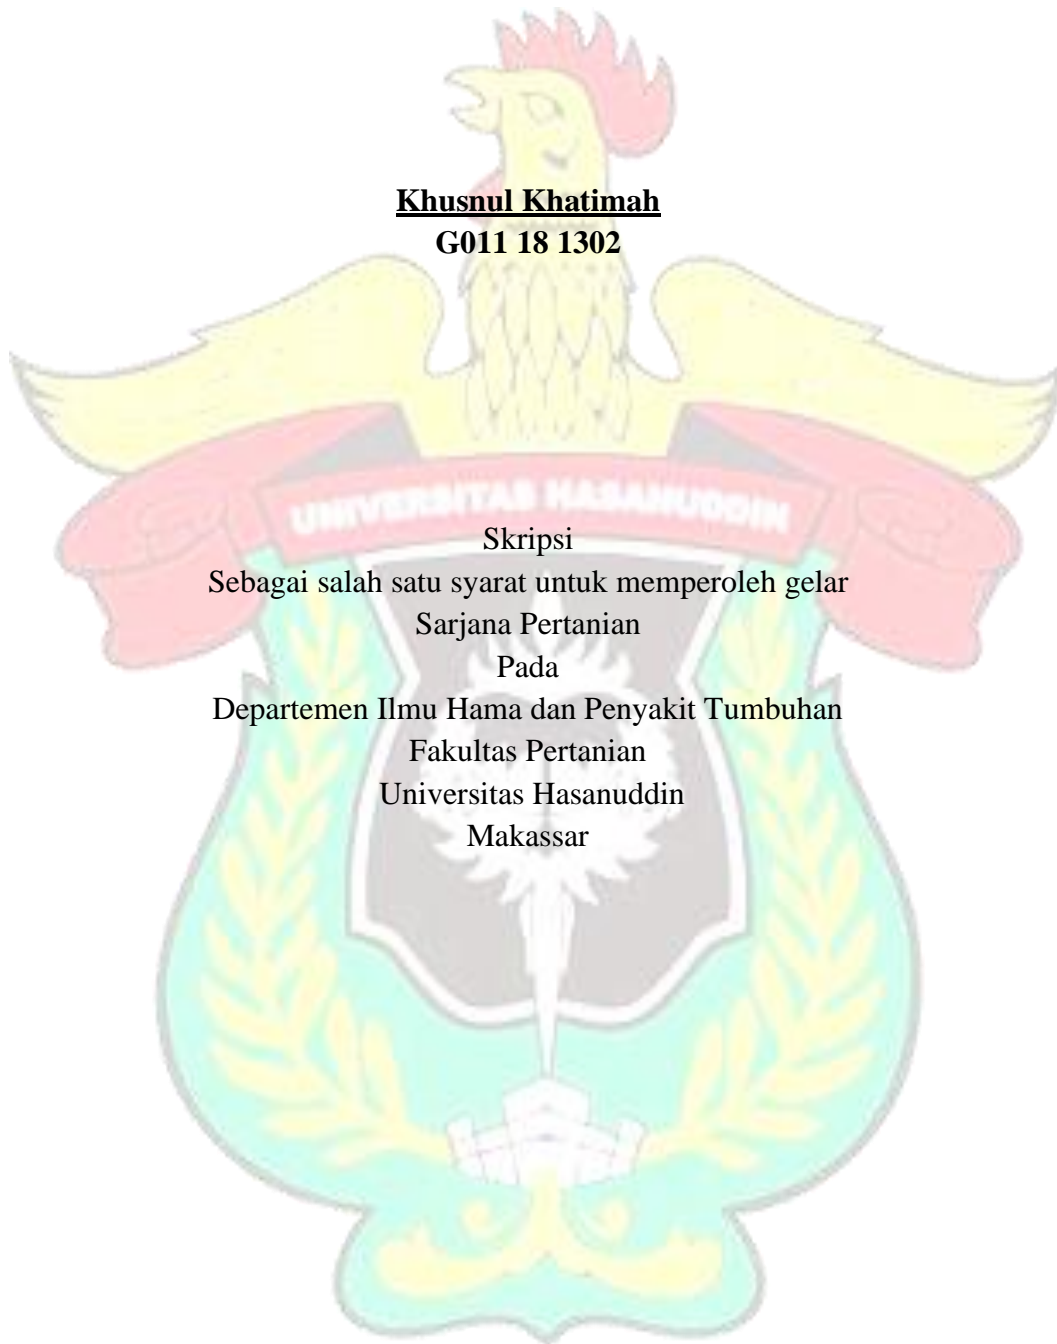 Khusnul Khatimah
G011 18 1302
UNIVERSITAS HASANUDDIN
Skripsi
Sebagai salah satu syarat untuk memperoleh gelar
Sarjana Pertanian
Pada
Departemen Ilmu Hama dan Penyakit Tumbuhan
Fakultas Pertanian
Universitas Hasanuddin
Makassar